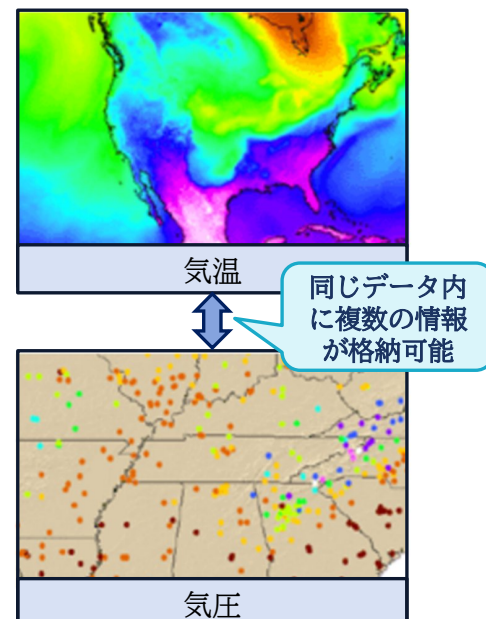 気温
同じデータ内
に複数の情報
が格納可能
気圧